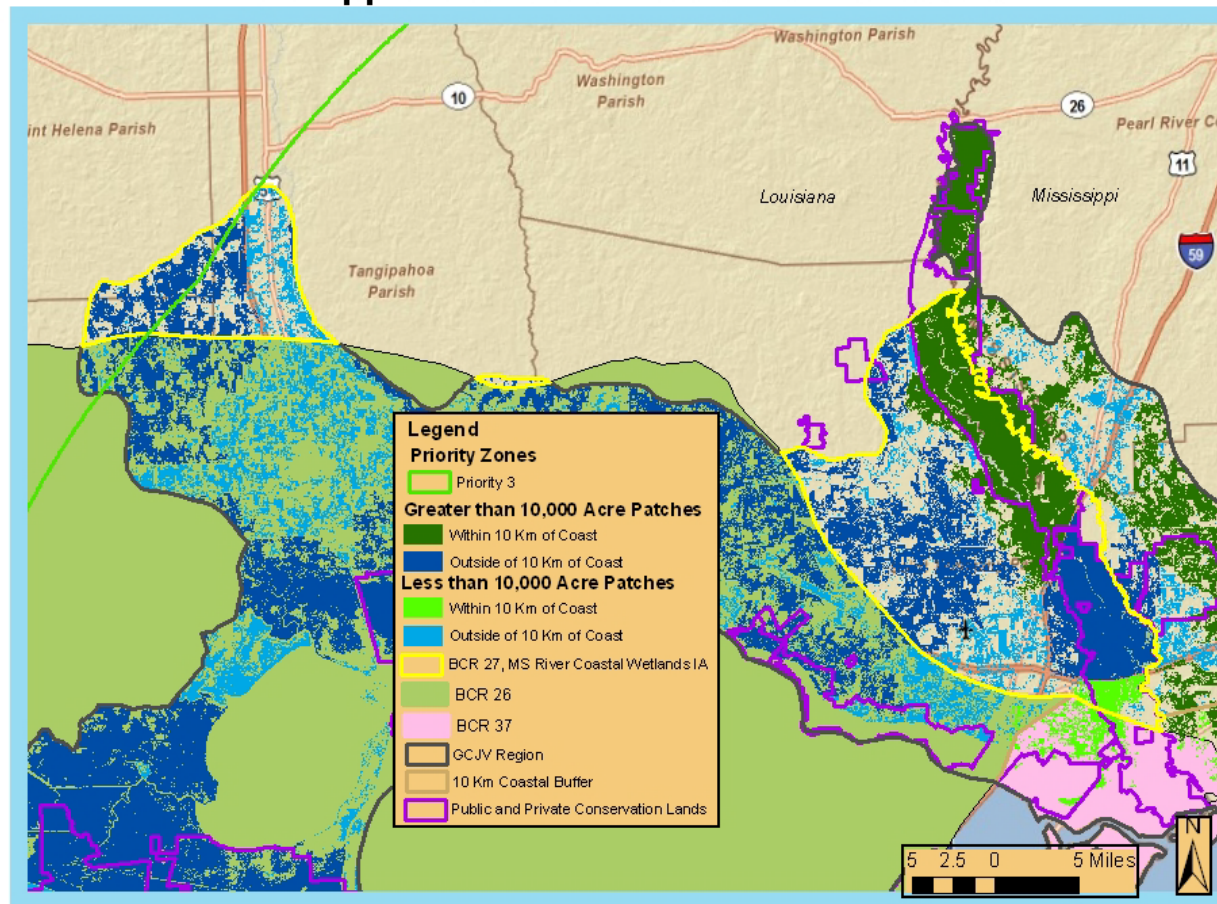 Washington Parish
Washington
Parish
10
26
int Helena Parish
Pearl River Co
11
51
Louisiana
Mississippi
59
Tangipahoa
Parish
Legend
Priority Zones
Priority 3
Greater than 10,000 Acre Patches
Within 10 Km of Coast
Outside of 10 Km of Coast
Less than 10,000 Acre Patches
Within 10 Km of Coast
Outside of 10 Km of Coast
BCR 27, MS River Coastal Wetlands IA
BCR 26
BCR 37
GCJV Region
10 Km Coastal Buffer
Public and Private Conservation Lands
5 2.5 0 5 Miles
N